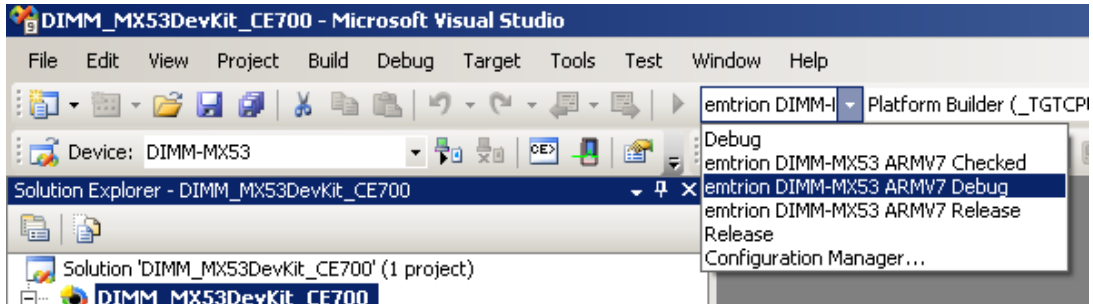 DIMM_MX53DevKit_CE700 - Microsoft Visual Studio
File Edit View Project Build Debug Target Tools Test Window Help
emtrion DIMM-I Platform Builder (_TGTCPU
Device: DIMM-MX53
CE>
Debug
emtrion DIMM-MX53 ARMV7 Checked
emtrion DIMM-MX53 ARMV7 Debug
emtrion DIMM-MX53 ARMV7 Release
Release
Configuration Manager...
Solution Explorer - DIMM_MX53DevKit_CE700
Solution 'DIMM_MX53DevKit_CE700' (1 project)
DIMM_MX53DevKit_CE700